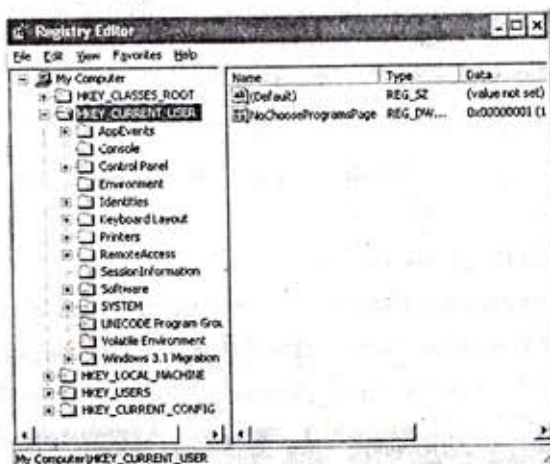 Registry Editor
File Edit View Favorites Help
My Computer
HKEY_CLASSES_ROOT
HKEY_CURRENT_USER
AppEvents
Console
Control Panel
Environment
Identities
Keyboard Layout
Printers
RemoteAccess
SessionInformation
Software
SYSTEM
UNICODE Program Grou
Volatile Environment
Windows 3.1 Migration
HKEY_LOCAL_MACHINE
HKEY_USERS
HKEY_CURRENT_CONFIG
Name Type Data
(Default) REG_SZ (value not set)
NoChooseProgramsPage REG_DW... 0x00000001 (1
My Computer\HKEY_CURRENT_USER